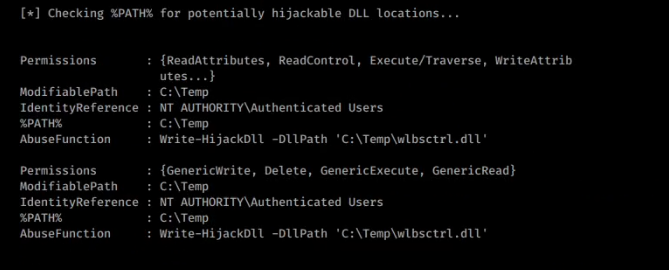 [*] Checking %PATH% for potentially hijackable DLL locations...
Permissions : {ReadAttributes, ReadControl, Execute/Traverse, WriteAttrib
utes...}
ModifiablePath : C:\Temp
IdentityReference : NT AUTHORITY\Authenticated Users
%PATH% : C:\Temp
AbuseFunction : Write-HijackDll -DllPath 'C:\Temp\wlbsctrl.dll'
Permissions : {GenericWrite, Delete, GenericExecute, GenericRead}
ModifiablePath : C:\Temp
IdentityReference : NT AUTHORITY\Authenticated Users
%PATH% : C:\Temp
AbuseFunction : Write-HijackDll -DllPath 'C:\Temp\wlbsctrl.dll'